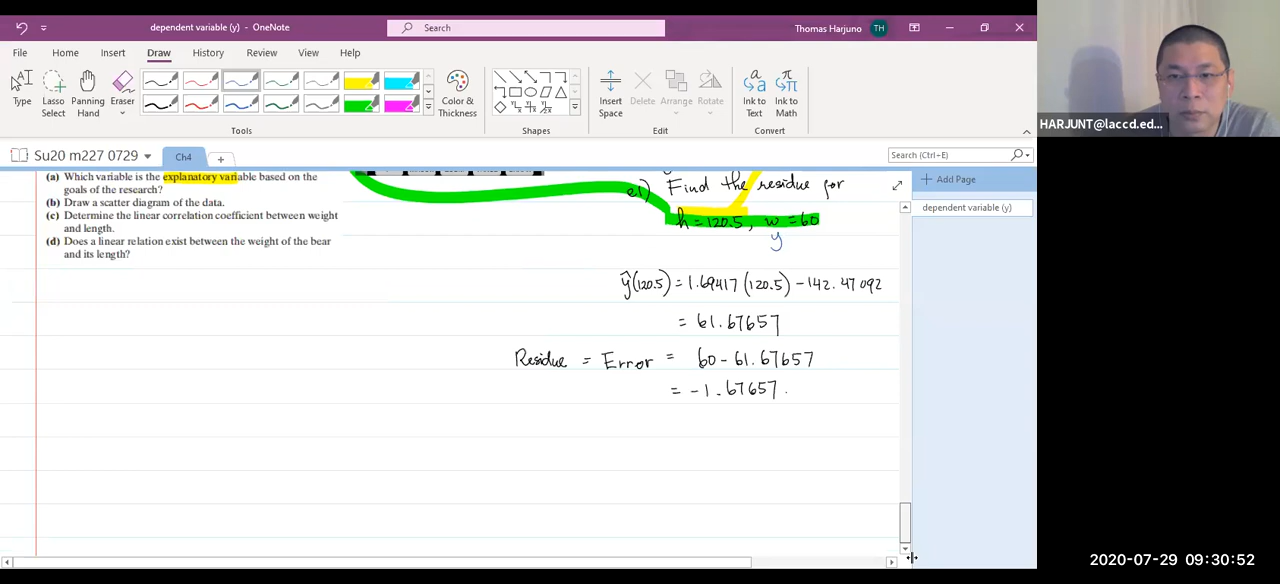 dependent variable (y) - OneNote
Search
Thomas Harjuno TH
File Home Insert Draw History Review View Help
Type Lasso Select Panning Hand Eraser
Color & Thickness
Insert Space Delete Arrange Rotate
Ink to Text Ink to Math
Tools Shapes Edit Convert
HARJUNT@laccd.ed...
Su20 m227 0729 Ch4
Search (Ctrl+E)
Add Page
dependent variable (y)
(a) Which variable is the explanatory variable based on the
goals of the research?
(b) Draw a scatter diagram of the data.
(c) Determine the linear correlation coefficient between weight
and length.
(d) Does a linear relation exist between the weight of the bear
and its length?
e1) Find the residue for
h = 120.5, w = 60
y
ŷ(120.5) = 1.69417 (120.5) - 142.47092
= 61.67657
Residue = Error = 60 - 61.67657
= -1.67657.
2020-07-29 09:30:52